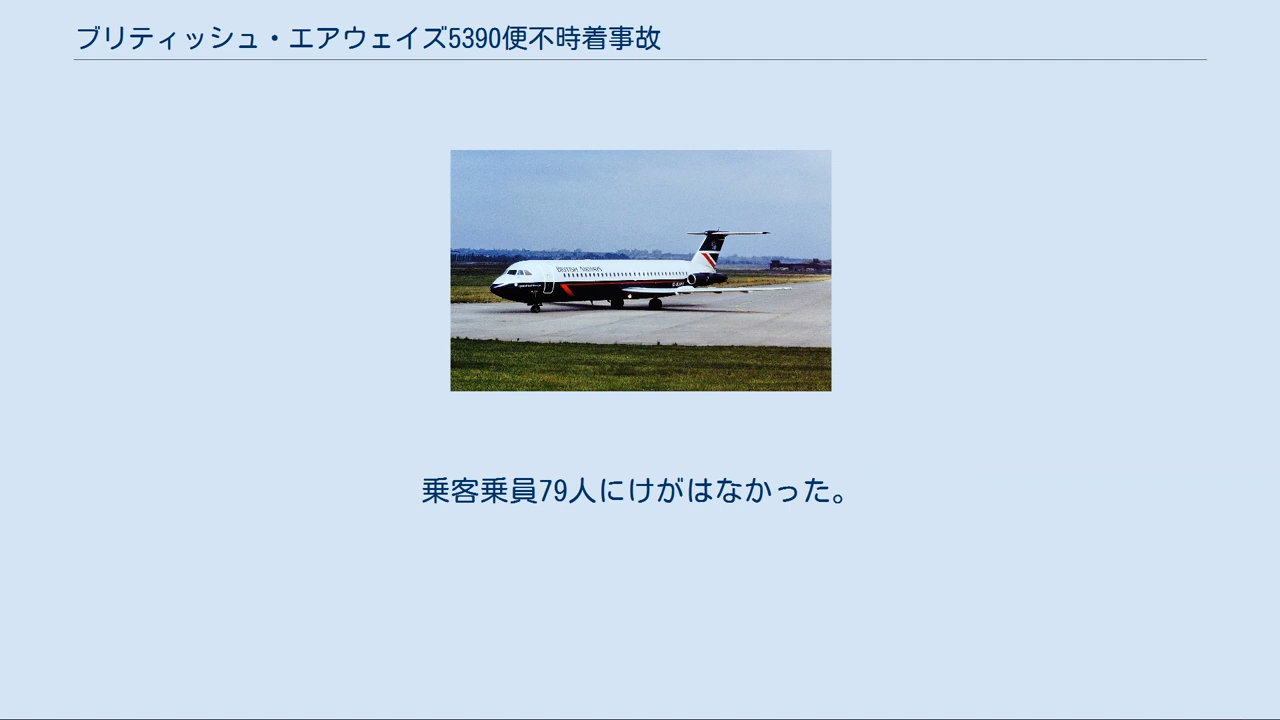 ブリティッシュ・エアウェイズ5390便不時着事故
BRITISH AIRWAYS
乗客乗員79人にけがはなかった。